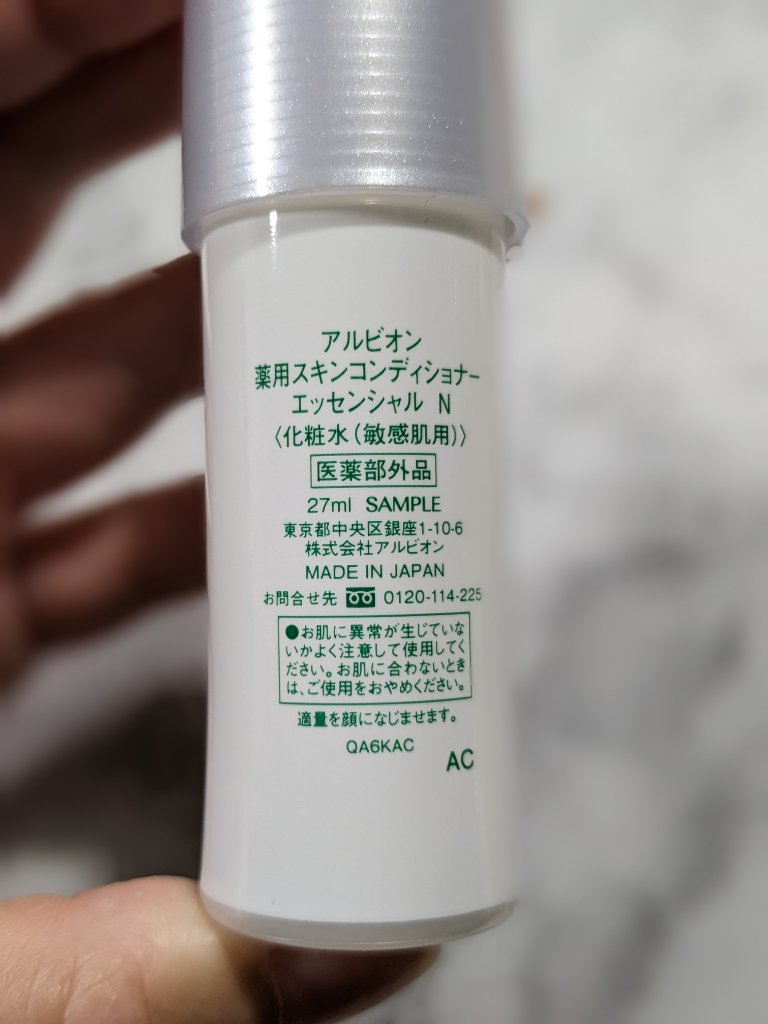 アルビオン
薬用スキンコンディショナー
エッセンシャル N
〈化粧水(敏感肌用)〉
医薬部外品
27ml SAMPLE
東京都中央区銀座1-10-6
株式会社アルビオン
MADE IN JAPAN
お問合せ先 0120-114-225
●お肌に異常が生じていな
いかよく注意して使用してく
ださい。お肌に合わないとき
は、ご使用をおやめください。
適量を顔になじませます。
QA6KAC
AC